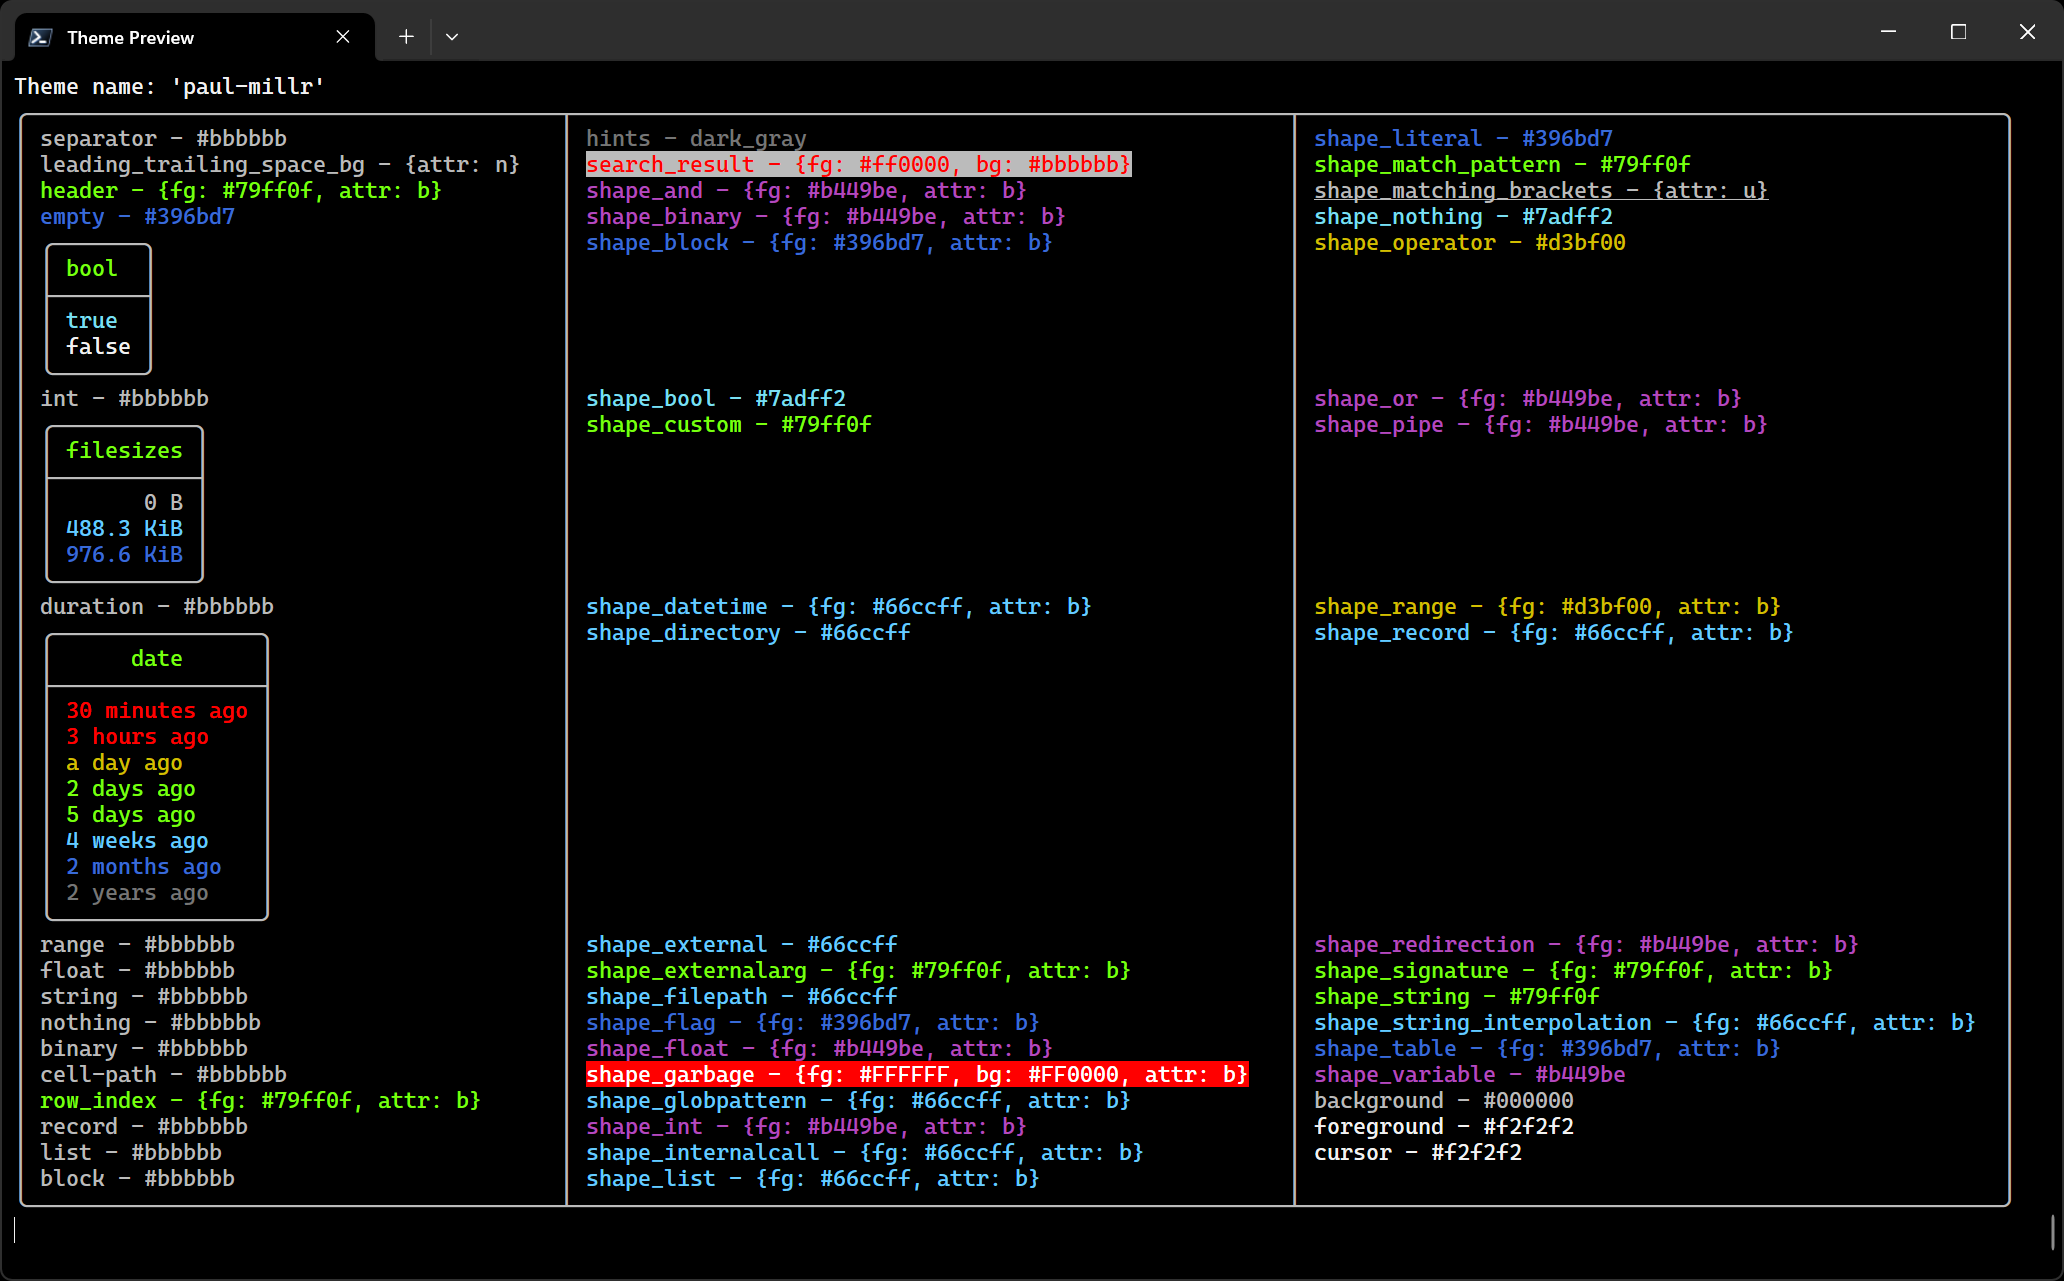 Theme Preview
Theme name: 'paul-millr'
separator - #bbbbbb
leading_trailing_space_bg - {attr: n}
header - {fg: #79ff0f, attr: b}
empty - #396bd7
bool
true
false
int - #bbbbbb
filesizes
0 B
488.3 KiB
976.6 KiB
duration - #bbbbbb
date
30 minutes ago
3 hours ago
a day ago
2 days ago
5 days ago
4 weeks ago
2 months ago
2 years ago
range - #bbbbbb
float - #bbbbbb
string - #bbbbbb
nothing - #bbbbbb
binary - #bbbbbb
cell-path - #bbbbbb
row_index - {fg: #79ff0f, attr: b}
record - #bbbbbb
list - #bbbbbb
block - #bbbbbb
hints - dark_gray
search_result - {fg: #ff0000, bg: #bbbbbb}
shape_and - {fg: #b449be, attr: b}
shape_binary - {fg: #b449be, attr: b}
shape_block - {fg: #396bd7, attr: b}
shape_bool - #7adff2
shape_custom - #79ff0f
shape_datetime - {fg: #66ccff, attr: b}
shape_directory - #66ccff
shape_external - #66ccff
shape_externalarg - {fg: #79ff0f, attr: b}
shape_filepath - #66ccff
shape_flag - {fg: #396bd7, attr: b}
shape_float - {fg: #b449be, attr: b}
shape_garbage - {fg: #FFFFFF, bg: #FF0000, attr: b}
shape_globpattern - {fg: #66ccff, attr: b}
shape_int - {fg: #b449be, attr: b}
shape_internalcall - {fg: #66ccff, attr: b}
shape_list - {fg: #66ccff, attr: b}
shape_literal - #396bd7
shape_match_pattern - #79ff0f
shape_matching_brackets - {attr: u}
shape_nothing - #7adff2
shape_operator - #d3bf00
shape_or - {fg: #b449be, attr: b}
shape_pipe - {fg: #b449be, attr: b}
shape_range - {fg: #d3bf00, attr: b}
shape_record - {fg: #66ccff, attr: b}
shape_redirection - {fg: #b449be, attr: b}
shape_signature - {fg: #79ff0f, attr: b}
shape_string - #79ff0f
shape_string_interpolation - {fg: #66ccff, attr: b}
shape_table - {fg: #396bd7, attr: b}
shape_variable - #b449be
background - #000000
foreground - #f2f2f2
cursor - #f2f2f2